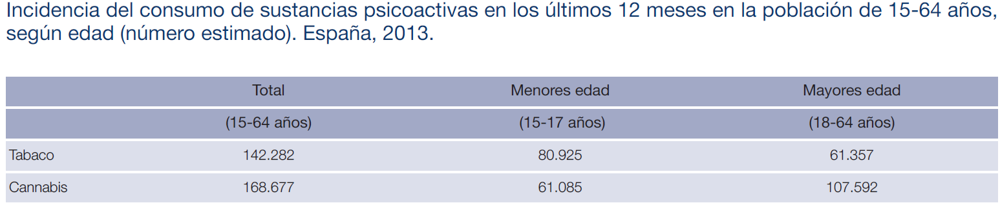 Incidencia del consumo de sustancias psicoactivas en los últimos 12 meses en la población de 15-64 años,
según edad (número estimado). España, 2013.
Total Menores edad Mayores edad
(15-64 años) (15-17 años) (18-64 años)
Tabaco 142.282 80.925 61.357
Cannabis 168.677 61.085 107.592